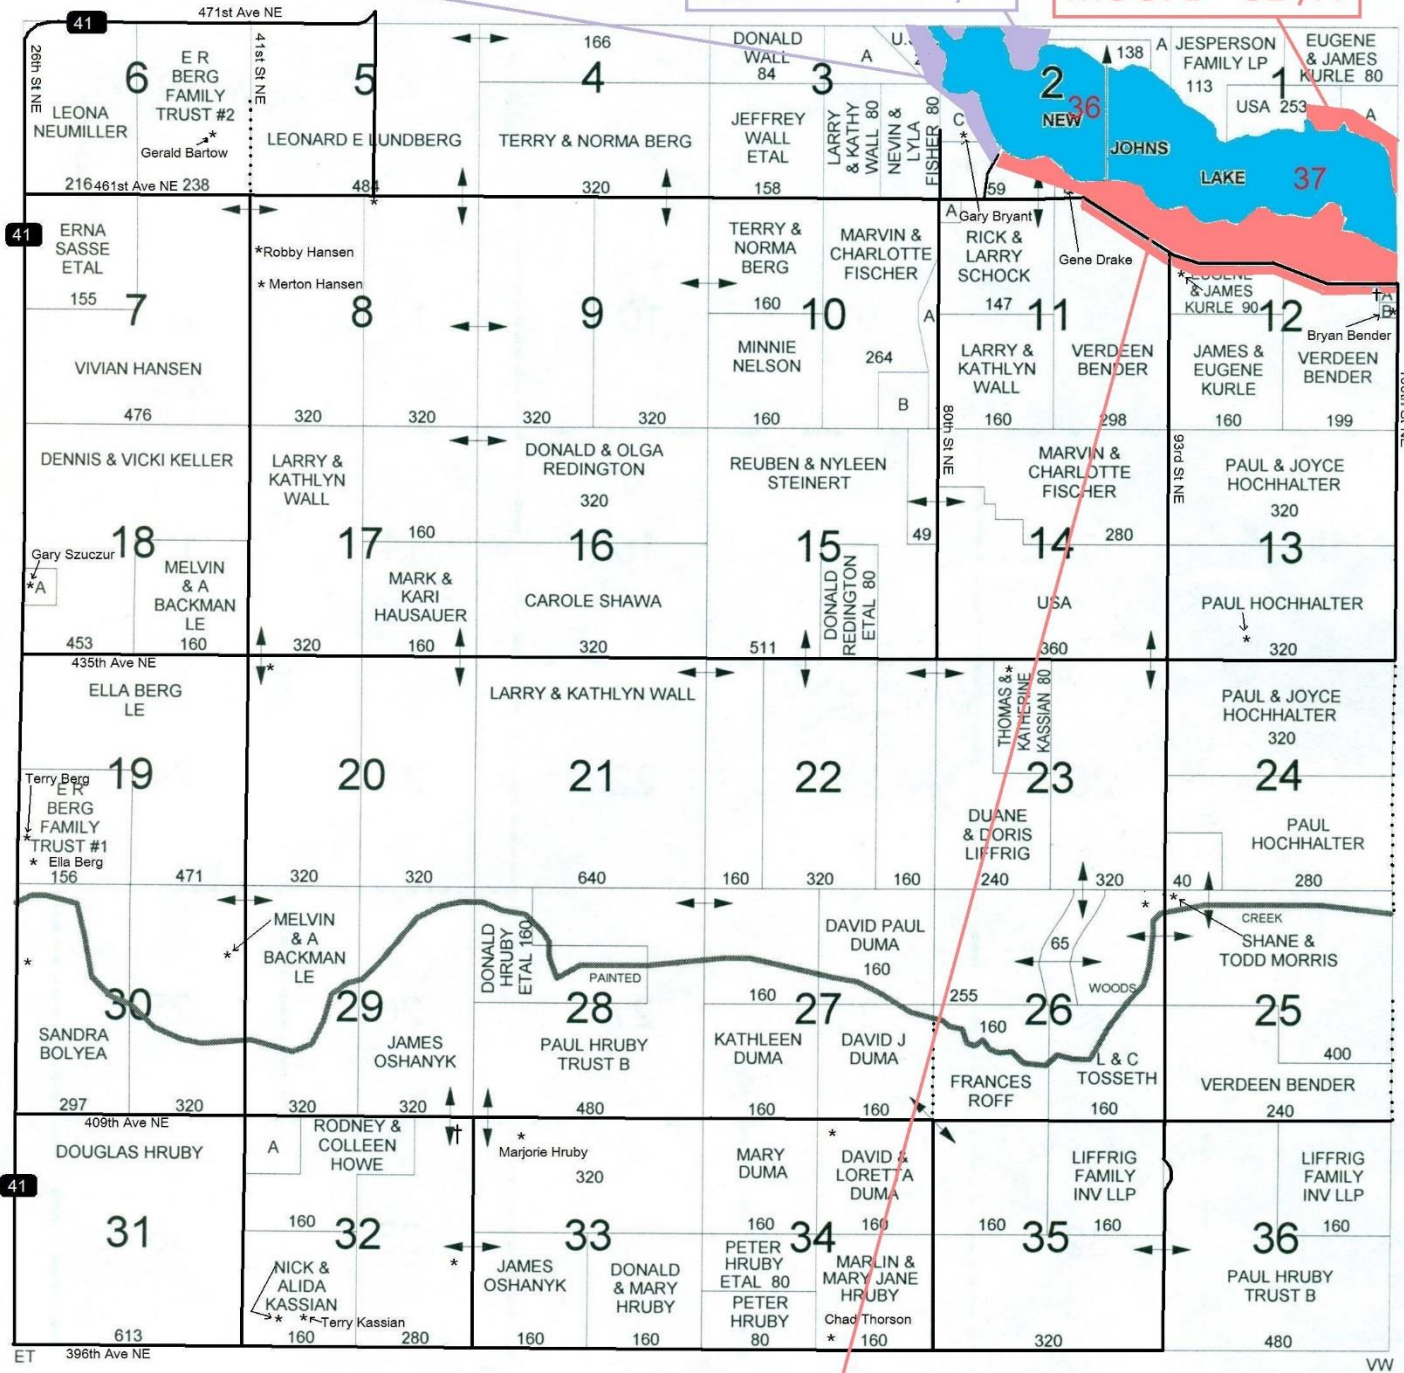 41
471st Ave NE
26th St NE
41st St NE
6
E R
BERG
FAMILY
TRUST #2
LEONA
NEUMILLER
Gerald Bartow
216
461st Ave NE
238
5
LEONARD E LUNDBERG
484
166
4
TERRY & NORMA BERG
320
DONALD
WALL
84
3
A
JEFFREY
WALL
ETAL
158
LARRY
& KATHY
WALL 80
NEVIN &
LYLA
FISHER 80
C
2
36
NEW
JOHNS
LAKE
37
138
A
JESPERSON
FAMILY LP
113
EUGENE
& JAMES
KURLE 80
1
USA 253
A
59
41
ERNA
SASSE
ETAL
155
7
VIVIAN HANSEN
476
*Robby Hansen
* Merton Hansen
8
320
320
9
320
320
TERRY &
NORMA
BERG
160
MARVIN &
CHARLOTTE
FISCHER
10
A
MINNIE
NELSON
264
B
160
A
Gary Bryant
RICK &
LARRY
SCHOCK
147
Gene Drake
11
LARRY &
KATHLYN
WALL
160
VERDEEN
BENDER
298
EUGENE
& JAMES
KURLE 90
12
A
B
Bryan Bender
JAMES &
EUGENE
KURLE
160
VERDEEN
BENDER
199
80th St NE
93rd St NE
DENNIS & VICKI KELLER
18
Gary Szuczur
*A
MELVIN
& A
BACKMAN
LE
453
160
435th Ave NE
LARRY &
KATHLYN
WALL
17
160
MARK &
KARI
HAUSAUER
320
160
DONALD & OLGA
REDINGTON
320
16
CAROLE SHAWA
320
REUBEN & NYLEEN
STEINERT
15
49
DONALD
REDINGTON
ETAL 80
511
MARVIN &
CHARLOTTE
FISCHER
14
280
USA
360
PAUL & JOYCE
HOCHHALTER
320
13
PAUL HOCHHALTER
320
ELLA BERG
LE
19
Terry Berg
E R
BERG
FAMILY
TRUST #1
* Ella Berg
156
471
20
320
320
LARRY & KATHLYN WALL
21
640
22
160
320
160
THOMAS &
KATHERINE
KASSIAN 80
23
DUANE
& DORIS
LIFFRIG
240
320
PAUL & JOYCE
HOCHHALTER
320
24
PAUL
HOCHHALTER
40
280
30
SANDRA
BOLYEA
297
320
409th Ave NE
MELVIN
& A
BACKMAN
LE
29
JAMES
OSHANYK
320
320
DONALD
HRUBY
ETAL 160
PAINTED
28
PAUL HRUBY
TRUST B
480
DAVID PAUL
DUMA
160
160
27
KATHLEEN
DUMA
DAVID J
DUMA
160
160
65
WOODS
255
160
26
FRANCES
ROFF
L & C
TOSSETH
160
CREEK
SHANE &
TODD MORRIS
25
400
VERDEEN BENDER
240
41
DOUGLAS HRUBY
31
613
396th Ave NE
ET
A
RODNEY &
COLLEEN
HOWE
160
32
NICK &
ALIDA
KASSIAN
Terry Kassian
160
280
Marjorie Hruby
320
33
JAMES
OSHANYK
DONALD
& MARY
HRUBY
160
160
MARY
DUMA
160
DAVID &
LORETTA
DUMA
160
34
PETER
HRUBY
ETAL 80
PETER
HRUBY
80
MARLIN &
MARY JANE
HRUBY
Chad Thorson
160
LIFFRIG
FAMILY
INV LLP
160
35
160
320
LIFFRIG
FAMILY
INV LLP
36
160
PAUL HRUBY
TRUST B
480
VW